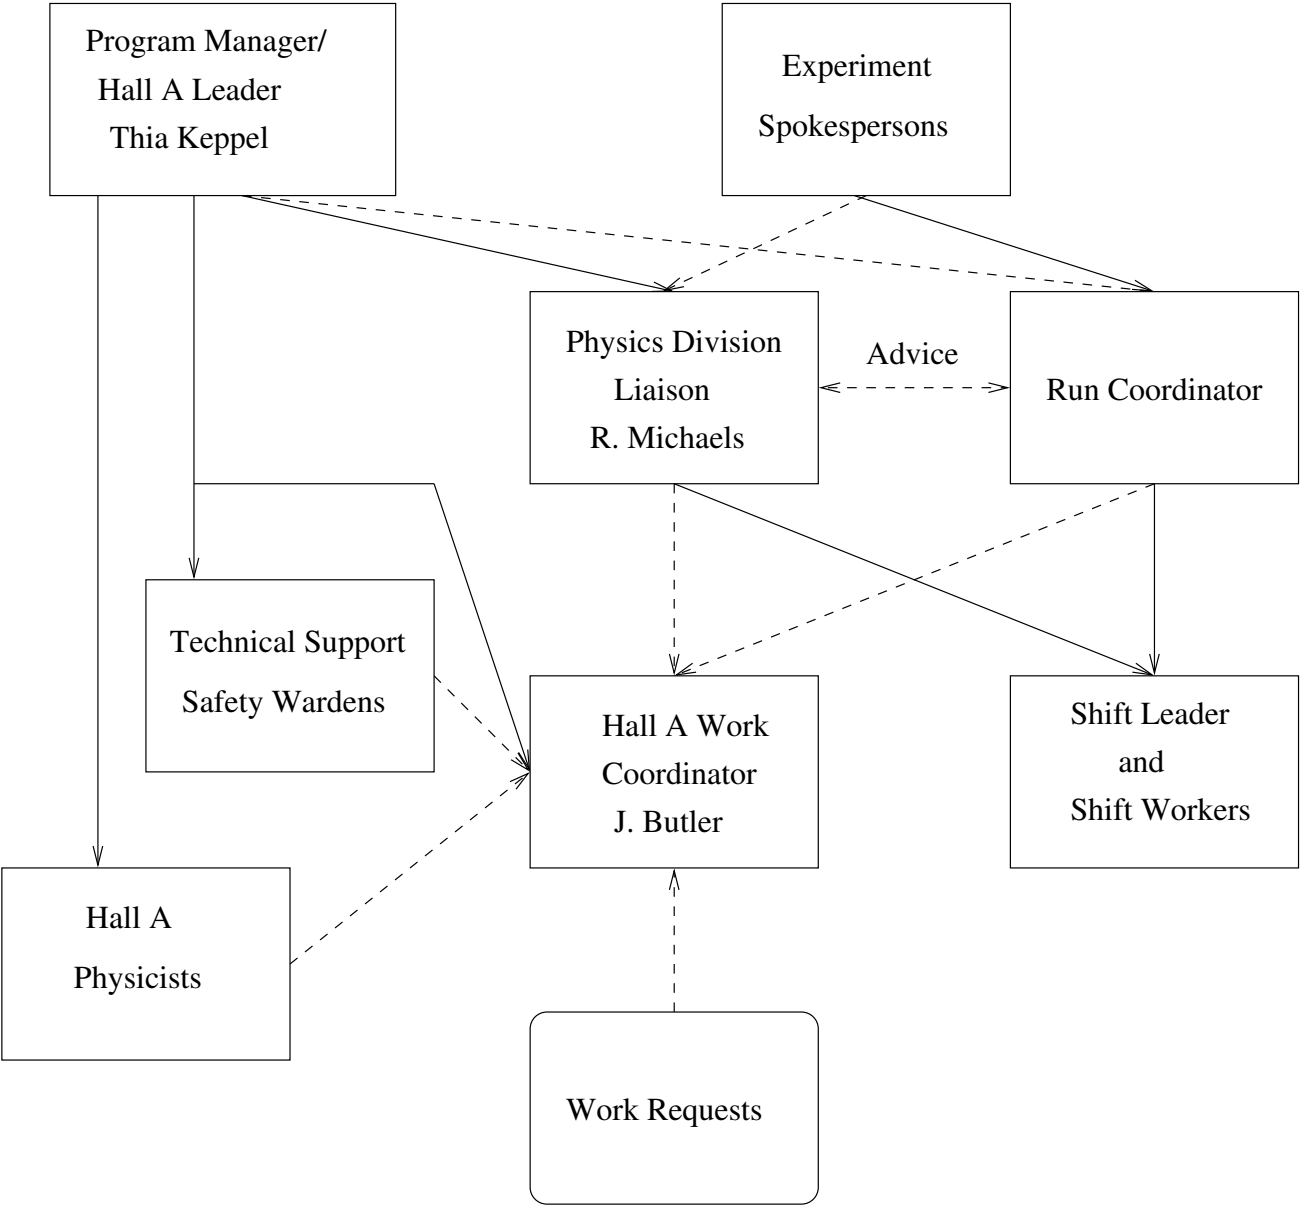 Program Manager/
Hall A Leader
Thia Keppel
Experiment
Spokespersons
Physics Division
Liaison
R. Michaels
Advice
Run Coordinator
Technical Support
Safety Wardens
Hall A Work
Coordinator
J. Butler
Shift Leader
and
Shift Workers
Hall A
Physicists
Work Requests